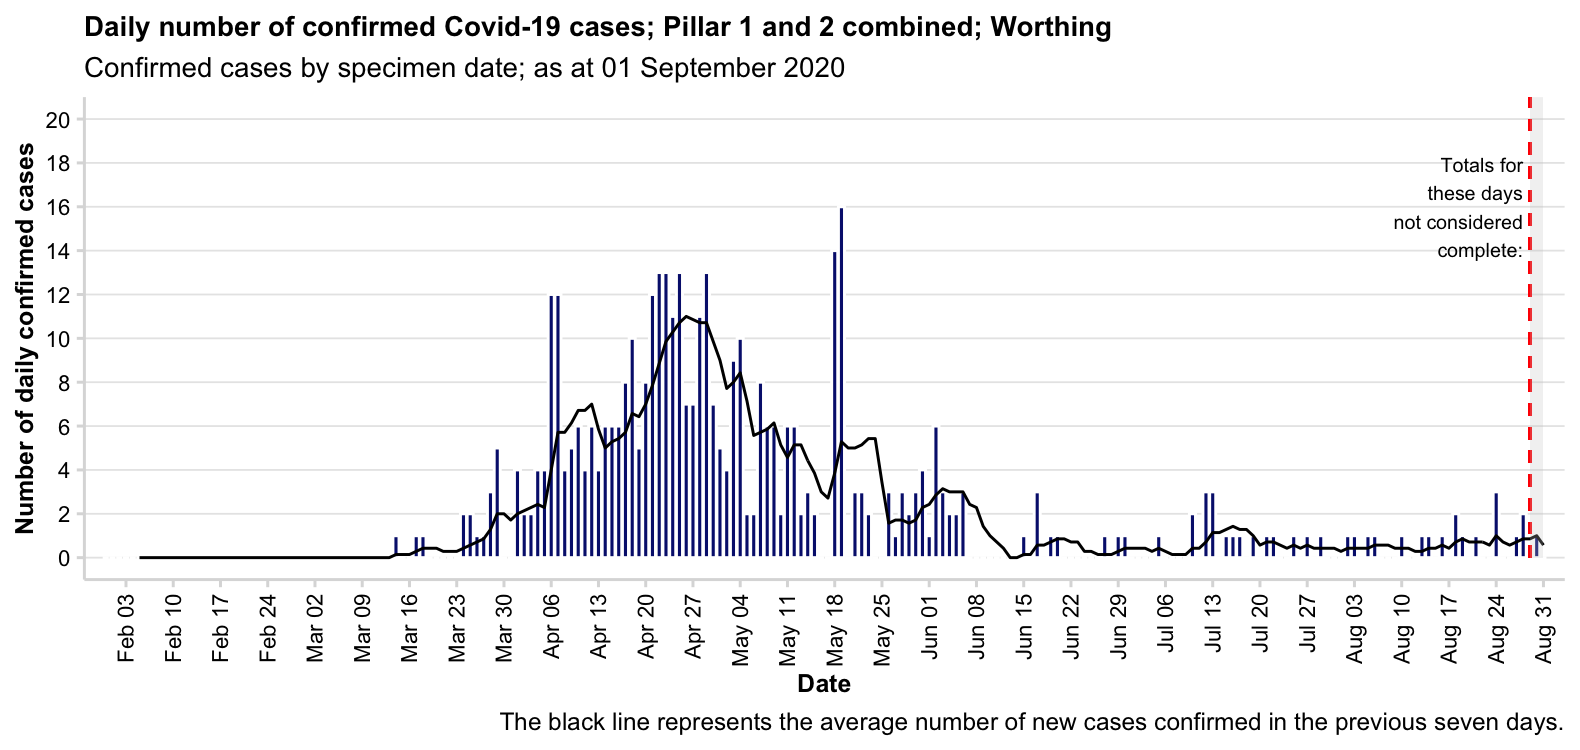 Daily number of confirmed Covid-19 cases; Pillar 1 and 2 combined; Worthing
Confirmed cases by specimen date; as at 01 September 2020
Number of daily confirmed cases
20
18
16
14
12
10
8
6
4
2
0
Totals for
these days
not considered
complete:
Feb 03
Feb 10
Feb 17
Feb 24
Mar 02
Mar 09
Mar 16
Mar 23
Mar 30
Apr 06
Apr 13
Apr 20
Apr 27
May 04
May 11
May 18
May 25
Jun 01
Jun 08
Jun 15
Jun 22
Jun 29
Jul 06
Jul 13
Jul 20
Jul 27
Aug 03
Aug 10
Aug 17
Aug 24
Aug 31
Date
The black line represents the average number of new cases confirmed in the previous seven days.